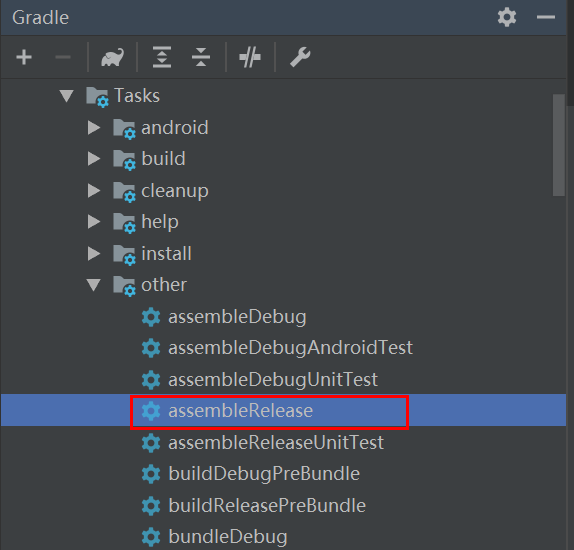 Gradle
Tasks
android
build
cleanup
help
install
other
assembleDebug
assembleDebugAndroidTest
assembleDebugUnitTest
assembleRelease
assembleReleaseUnitTest
buildDebugPreBundle
buildReleasePreBundle
bundleDebug